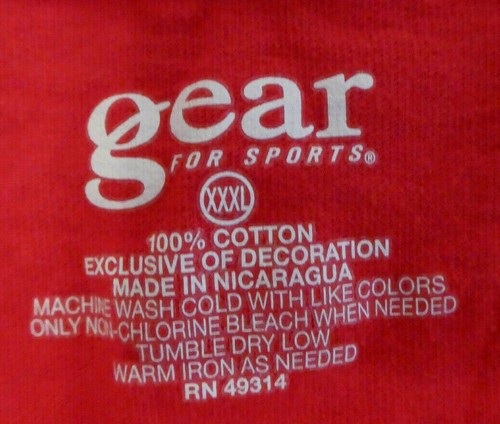 gear
FOR SPORTS®
XXXL
100% COTTON
EXCLUSIVE OF DECORATION
MADE IN NICARAGUA
MACHINE WASH COLD WITH LIKE COLORS
ONLY NON-CHLORINE BLEACH WHEN NEEDED
TUMBLE DRY LOW
WARM IRON AS NEEDED
RN 49314